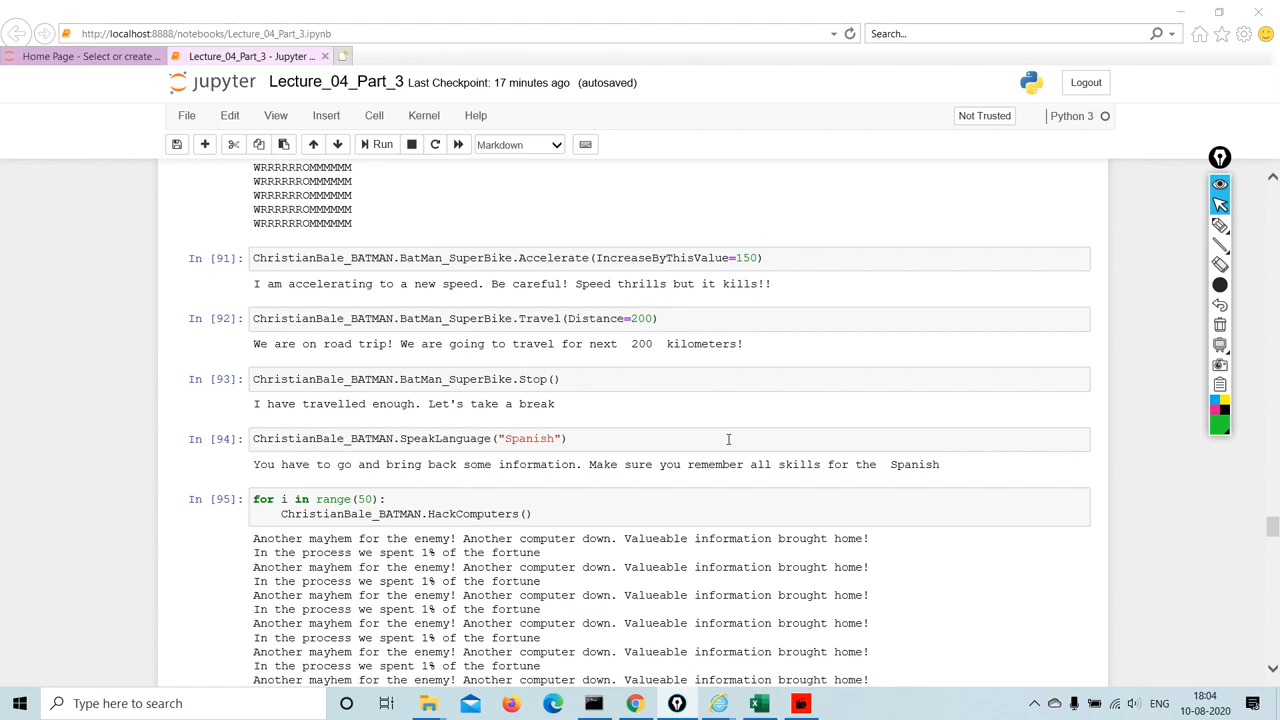 http://localhost:8888/notebooks/Lecture_04_Part_3.ipynb
Search...
Home Page - Select or create ...
Lecture_04_Part_3 - Jupyter ...
jupyter Lecture_04_Part_3 Last Checkpoint: 17 minutes ago (autosaved)
Logout
File Edit View Insert Cell Kernel Help
Not Trusted
Python 3
Run
Markdown
WRRRRRROMMMMMM
WRRRRRROMMMMMM
WRRRRRROMMMMMM
WRRRRRROMMMMMM
WRRRRRROMMMMMM
In [91]: ChristianBale_BATMAN.BatMan_SuperBike.Accelerate(IncreaseByThisValue=150)
I am accelerating to a new speed. Be careful! Speed thrills but it kills!!
In [92]: ChristianBale_BATMAN.BatMan_SuperBike.Travel(Distance=200)
We are on road trip! We are going to travel for next  200  kilometers!
In [93]: ChristianBale_BATMAN.BatMan_SuperBike.Stop()
I have travelled enough. Let's take a break
In [94]: ChristianBale_BATMAN.SpeakLanguage("Spanish")
You have to go and bring back some information. Make sure you remember all skills for the  Spanish
In [95]: for i in range(50):
ChristianBale_BATMAN.HackComputers()
Another mayhem for the enemy! Another computer down. Valueable information brought home!
In the process we spent 1% of the fortune
Another mayhem for the enemy! Another computer down. Valueable information brought home!
In the process we spent 1% of the fortune
Another mayhem for the enemy! Another computer down. Valueable information brought home!
In the process we spent 1% of the fortune
Another mayhem for the enemy! Another computer down. Valueable information brought home!
In the process we spent 1% of the fortune
Another mayhem for the enemy! Another computer down. Valueable information brought home!
In the process we spent 1% of the fortune
Another mayhem for the enemy! Another computer down. Valueable information brought home!
Type here to search
ENG
18:04
10-08-2020